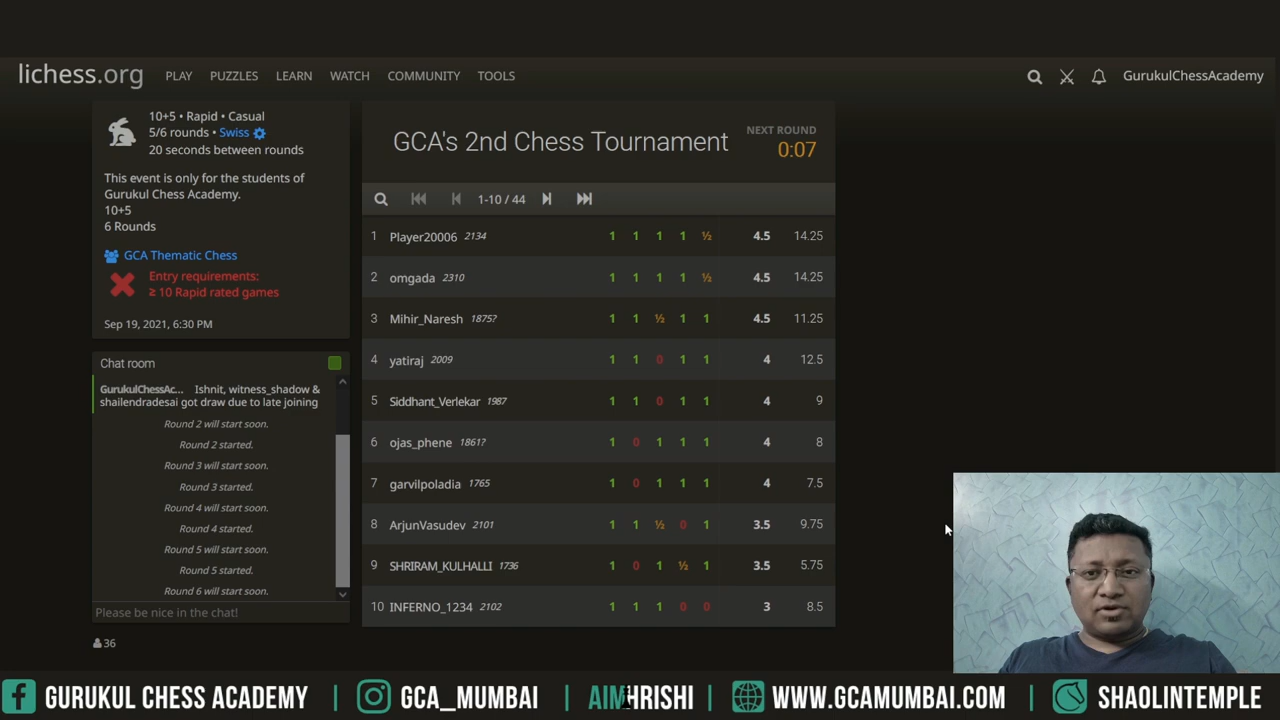 lichess.org PLAY PUZZLES LEARN WATCH COMMUNITY TOOLS GurukulChessAcademy
10+5 • Rapid • Casual
5/6 rounds • Swiss
20 seconds between rounds
This event is only for the students of
Gurukul Chess Academy.
10+5
6 Rounds
GCA Thematic Chess
Entry requirements:
≥ 10 Rapid rated games
Sep 19, 2021, 6:30 PM
Chat room
GurukulChessAc... Ishnit, witness_shadow &
shailendradesai got draw due to late joining
Round 2 will start soon.
Round 2 started.
Round 3 will start soon.
Round 3 started.
Round 4 will start soon.
Round 4 started.
Round 5 will start soon.
Round 5 started.
Round 6 will start soon.
Please be nice in the chat!
36
GCA's 2nd Chess Tournament
NEXT ROUND
0:07
1-10 / 44
1 Player20006 2134 1 1 1 1 ½ 4.5 14.25
2 omgada 2310 1 1 1 1 ½ 4.5 14.25
3 Mihir_Naresh 1875? 1 1 ½ 1 1 4.5 11.25
4 yatiraj 2009 1 1 0 1 1 4 12.5
5 Siddhant_Verlekar 1987 1 1 0 1 1 4 9
6 ojas_phene 1861? 1 0 1 1 1 4 8
7 garvilpoladia 1765 1 0 1 1 1 4 7.5
8 ArjunVasudev 2101 1 1 ½ 0 1 3.5 9.75
9 SHRIRAM_KULHALLI 1736 1 0 1 ½ 1 3.5 5.75
10 INFERNO_1234 2102 1 1 1 0 0 3 8.5
GURUKUL CHESS ACADEMY | GCA_MUMBAI | AIMHRISHI | WWW.GCAMUMBAI.COM | SHAOLINTEMPLE